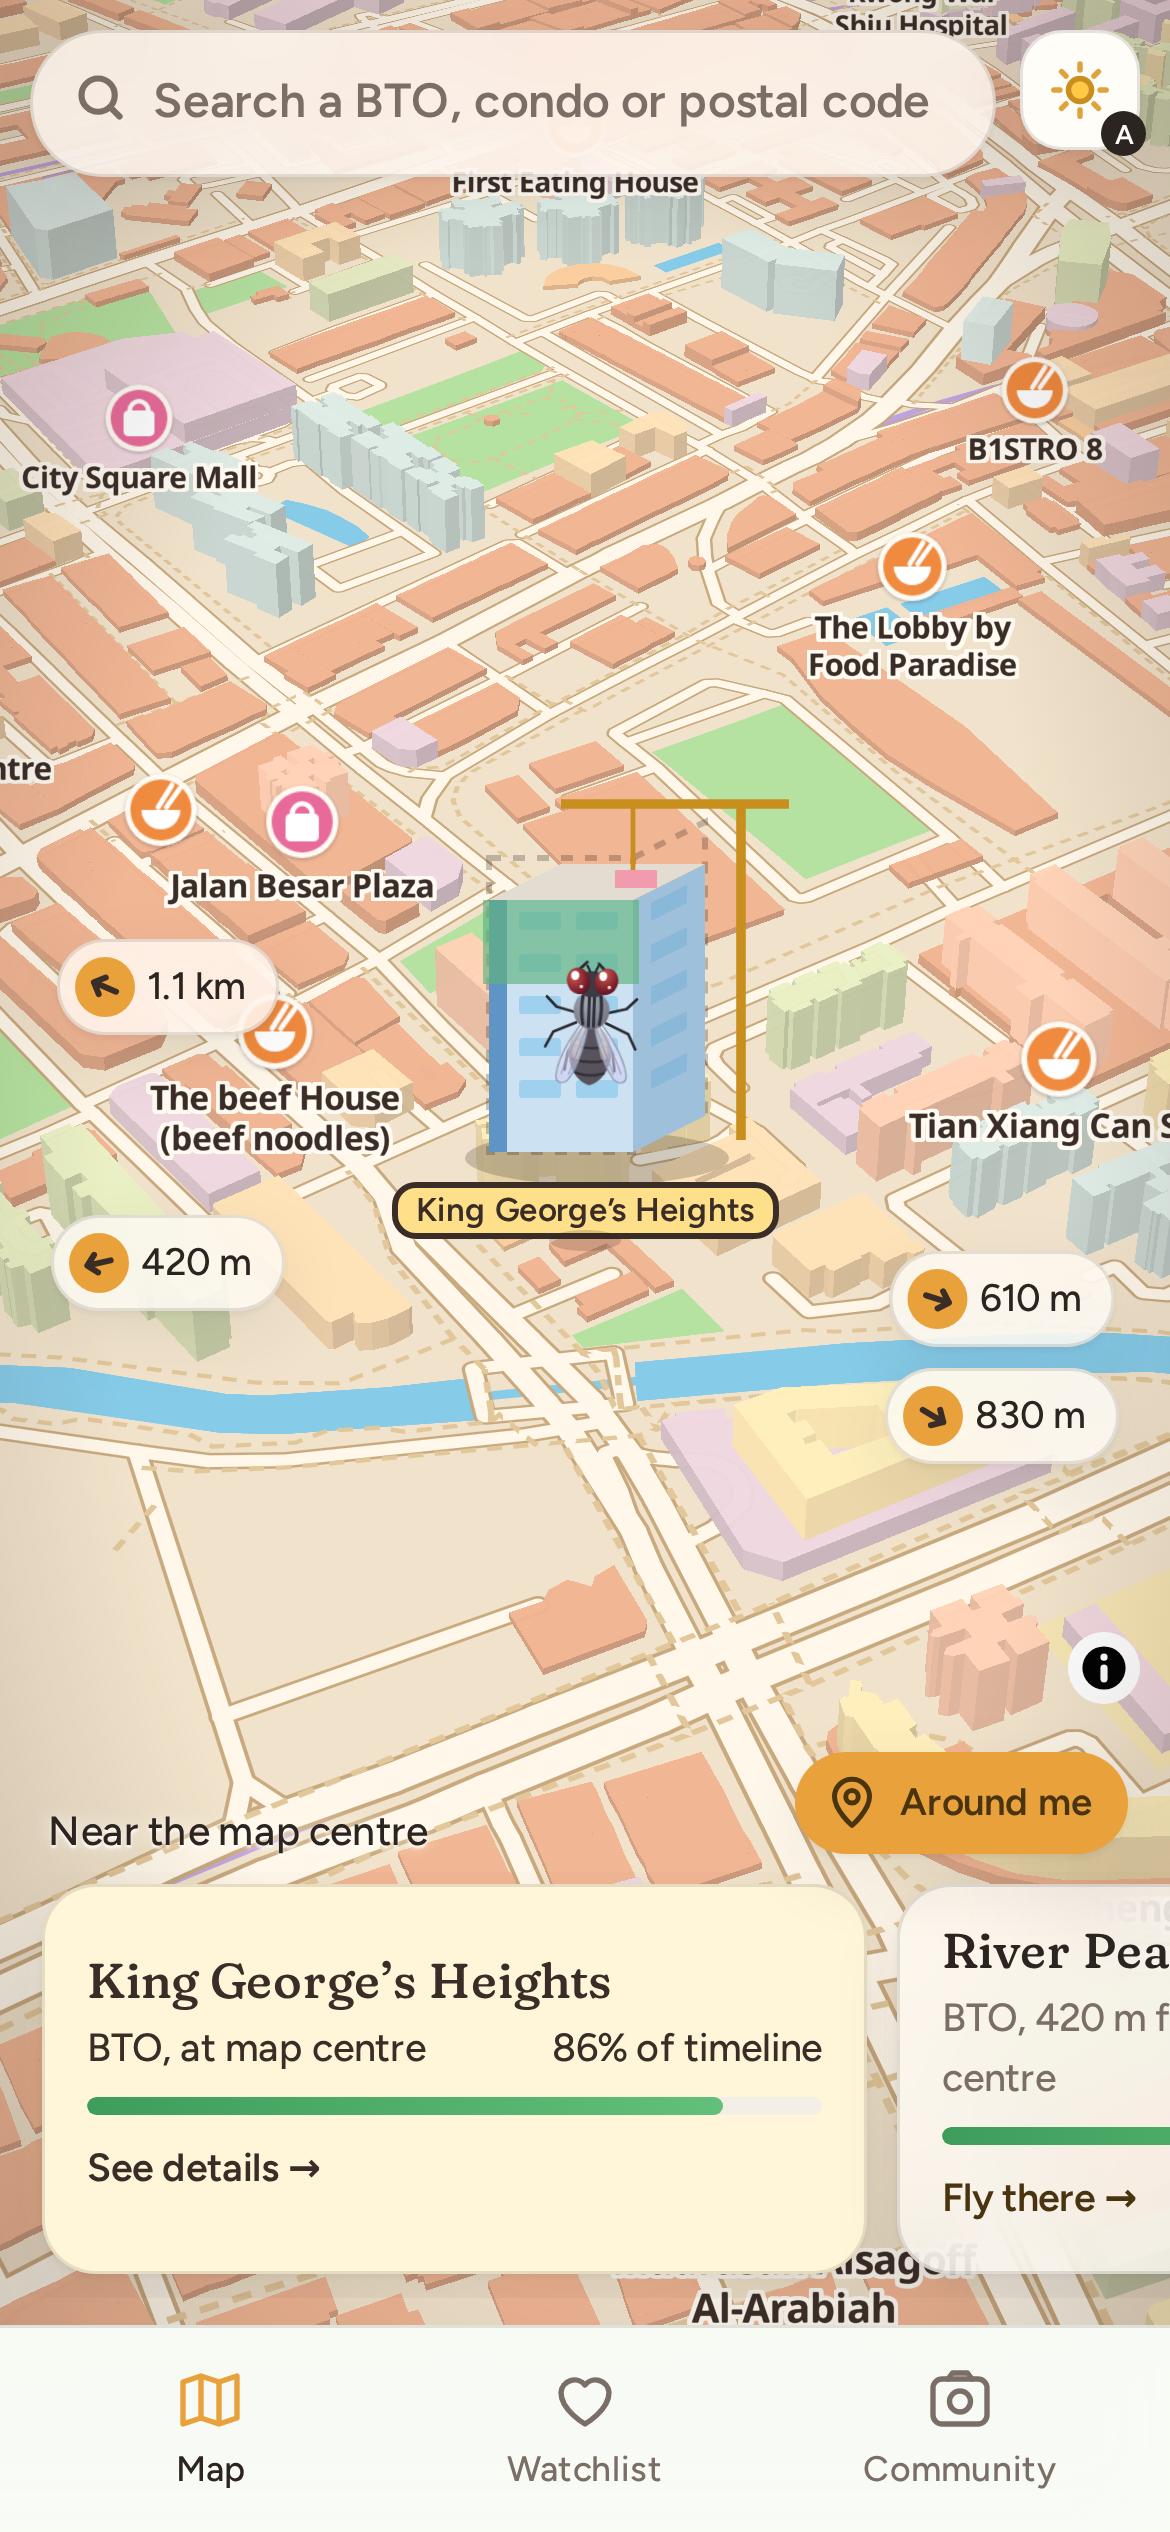 Shiu Hospital
Search a BTO, condo or postal code
A
First Eating House
City Square Mall
B1STRO 8
The Lobby by
Food Paradise
ntre
Jalan Besar Plaza
1.1 km
The beef House
(beef noodles)
Tian Xiang Can S
King George's Heights
420 m
610 m
830 m
Near the map centre
Around me
King George's Heights
BTO, at map centre
86% of timeline
See details →
River Pea
BTO, 420 m f
centre
Fly there →
Al-Arabiah
Map
Watchlist
Community